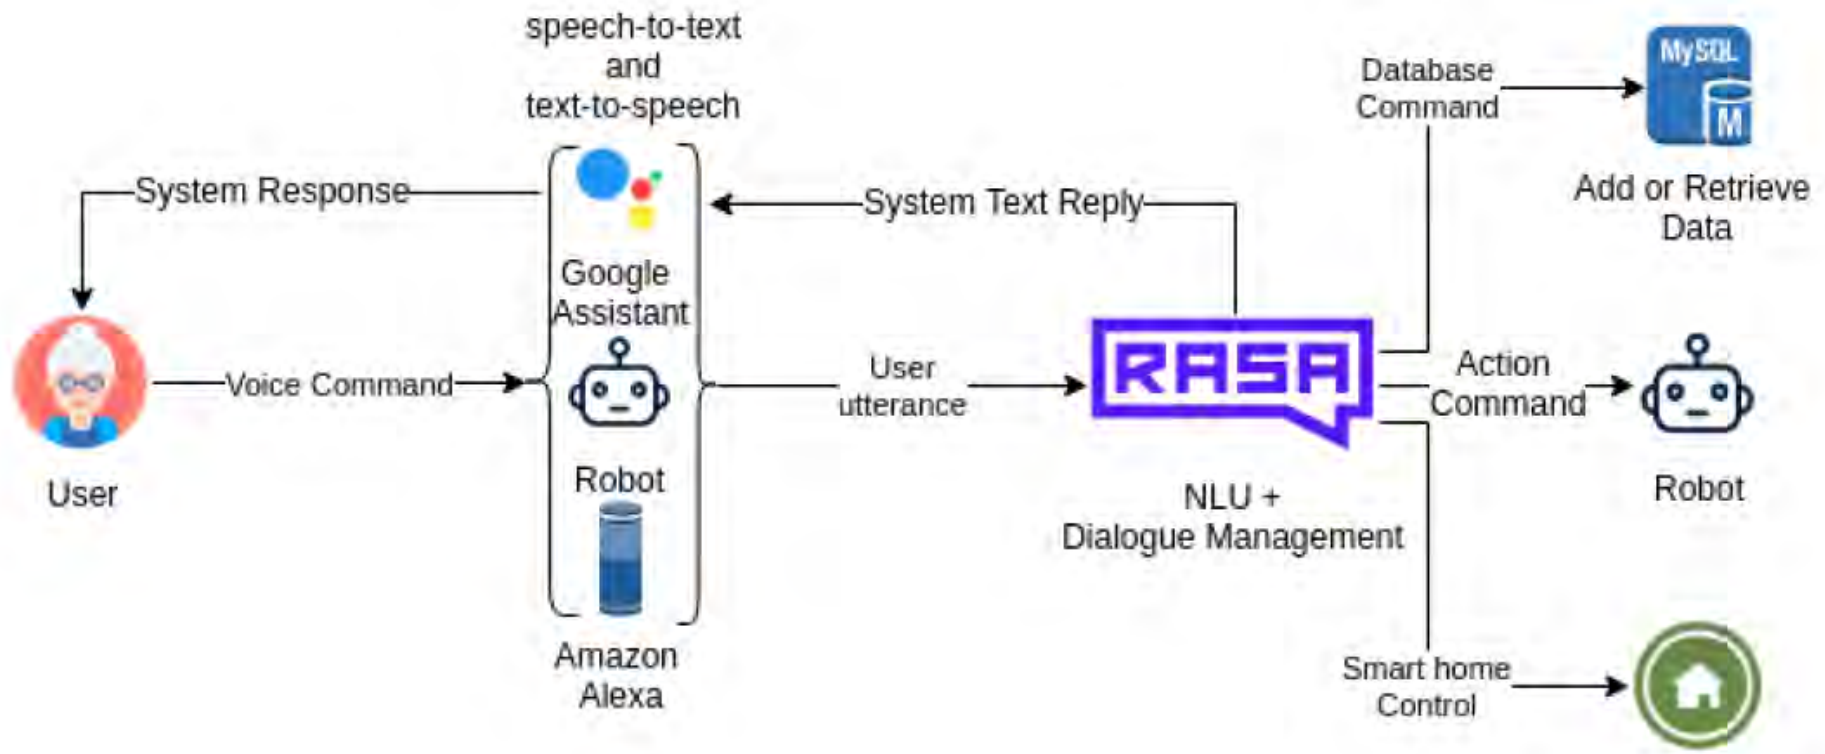 speech-to-text
and
text-to-speech
System Response
Voice Command
User
Google
Assistant
Robot
Amazon
Alexa
System Text Reply
User
utterance
RASA
NLU +
Dialogue Management
Database
Command
MySQL
M
Add or Retrieve
Data
Action
Command
Robot
Smart home
Control